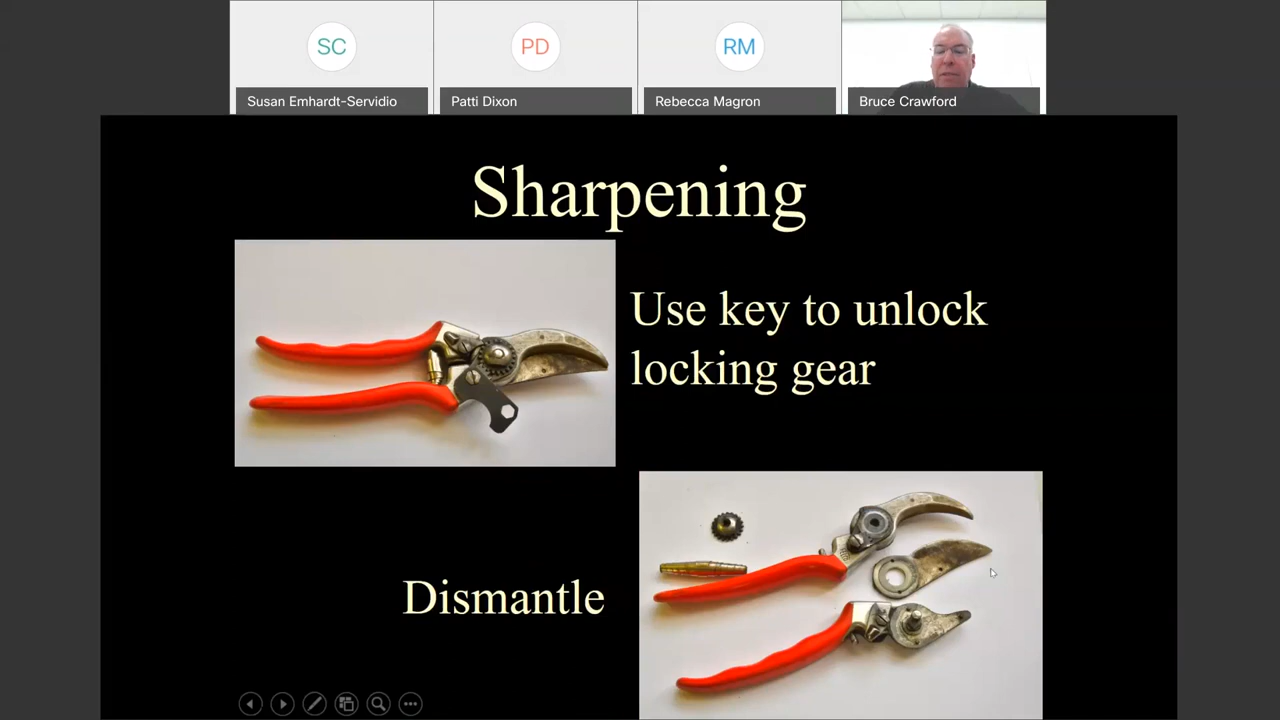 SC
PD
RM
Susan Emhardt-Servidio
Patti Dixon
Rebecca Magron
Bruce Crawford
Sharpening
Use key to unlock
locking gear
Dismantle